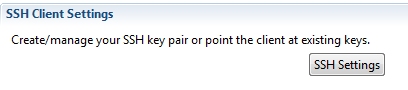 SSH Client Settings
Create/manage your SSH key pair or point the client at existing keys.
SSH Settings